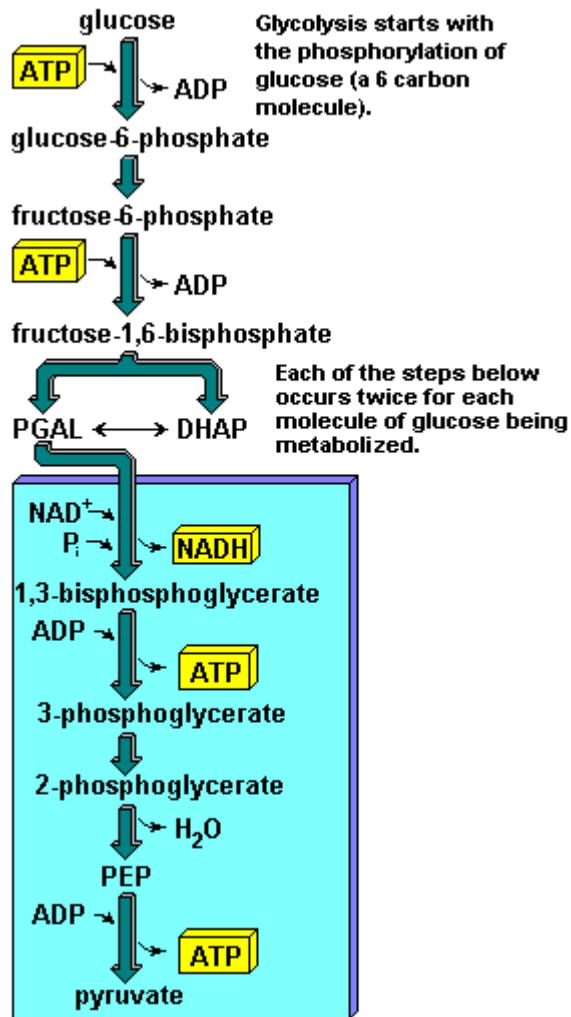 glucose
Glycolysis starts with
the phosphorylation of
glucose (a 6 carbon
molecule).
ATP
ADP
glucose-6-phosphate
fructose-6-phosphate
ATP
ADP
fructose-1,6-bisphosphate
Each of the steps below
occurs twice for each
molecule of glucose being
metabolized.
PGAL DHAP
NAD+
Pi
NADH
1,3-bisphosphoglycerate
ADP
ATP
3-phosphoglycerate
2-phosphoglycerate
H2O
PEP
ADP
ATP
pyruvate